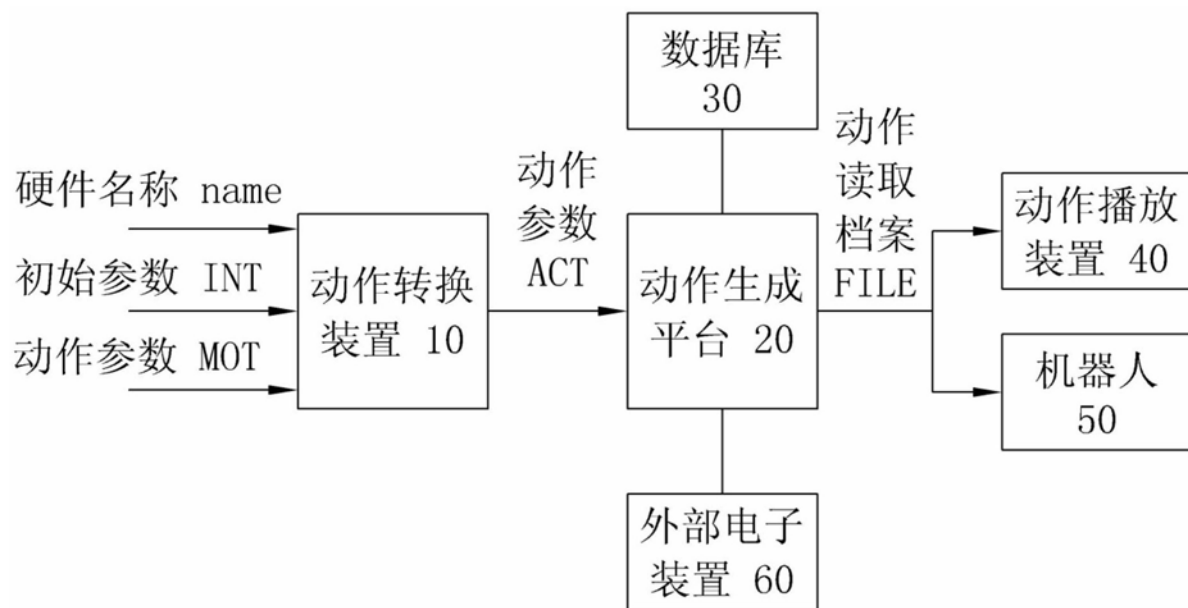 数据库
30
硬件名称 name
初始参数 INT
动作参数 MOT
动作转换
装置 10
动作
参数
ACT
动作生成
平台 20
动作
读取
档案
FILE
动作播放
装置 40
机器人
50
外部电子
装置 60